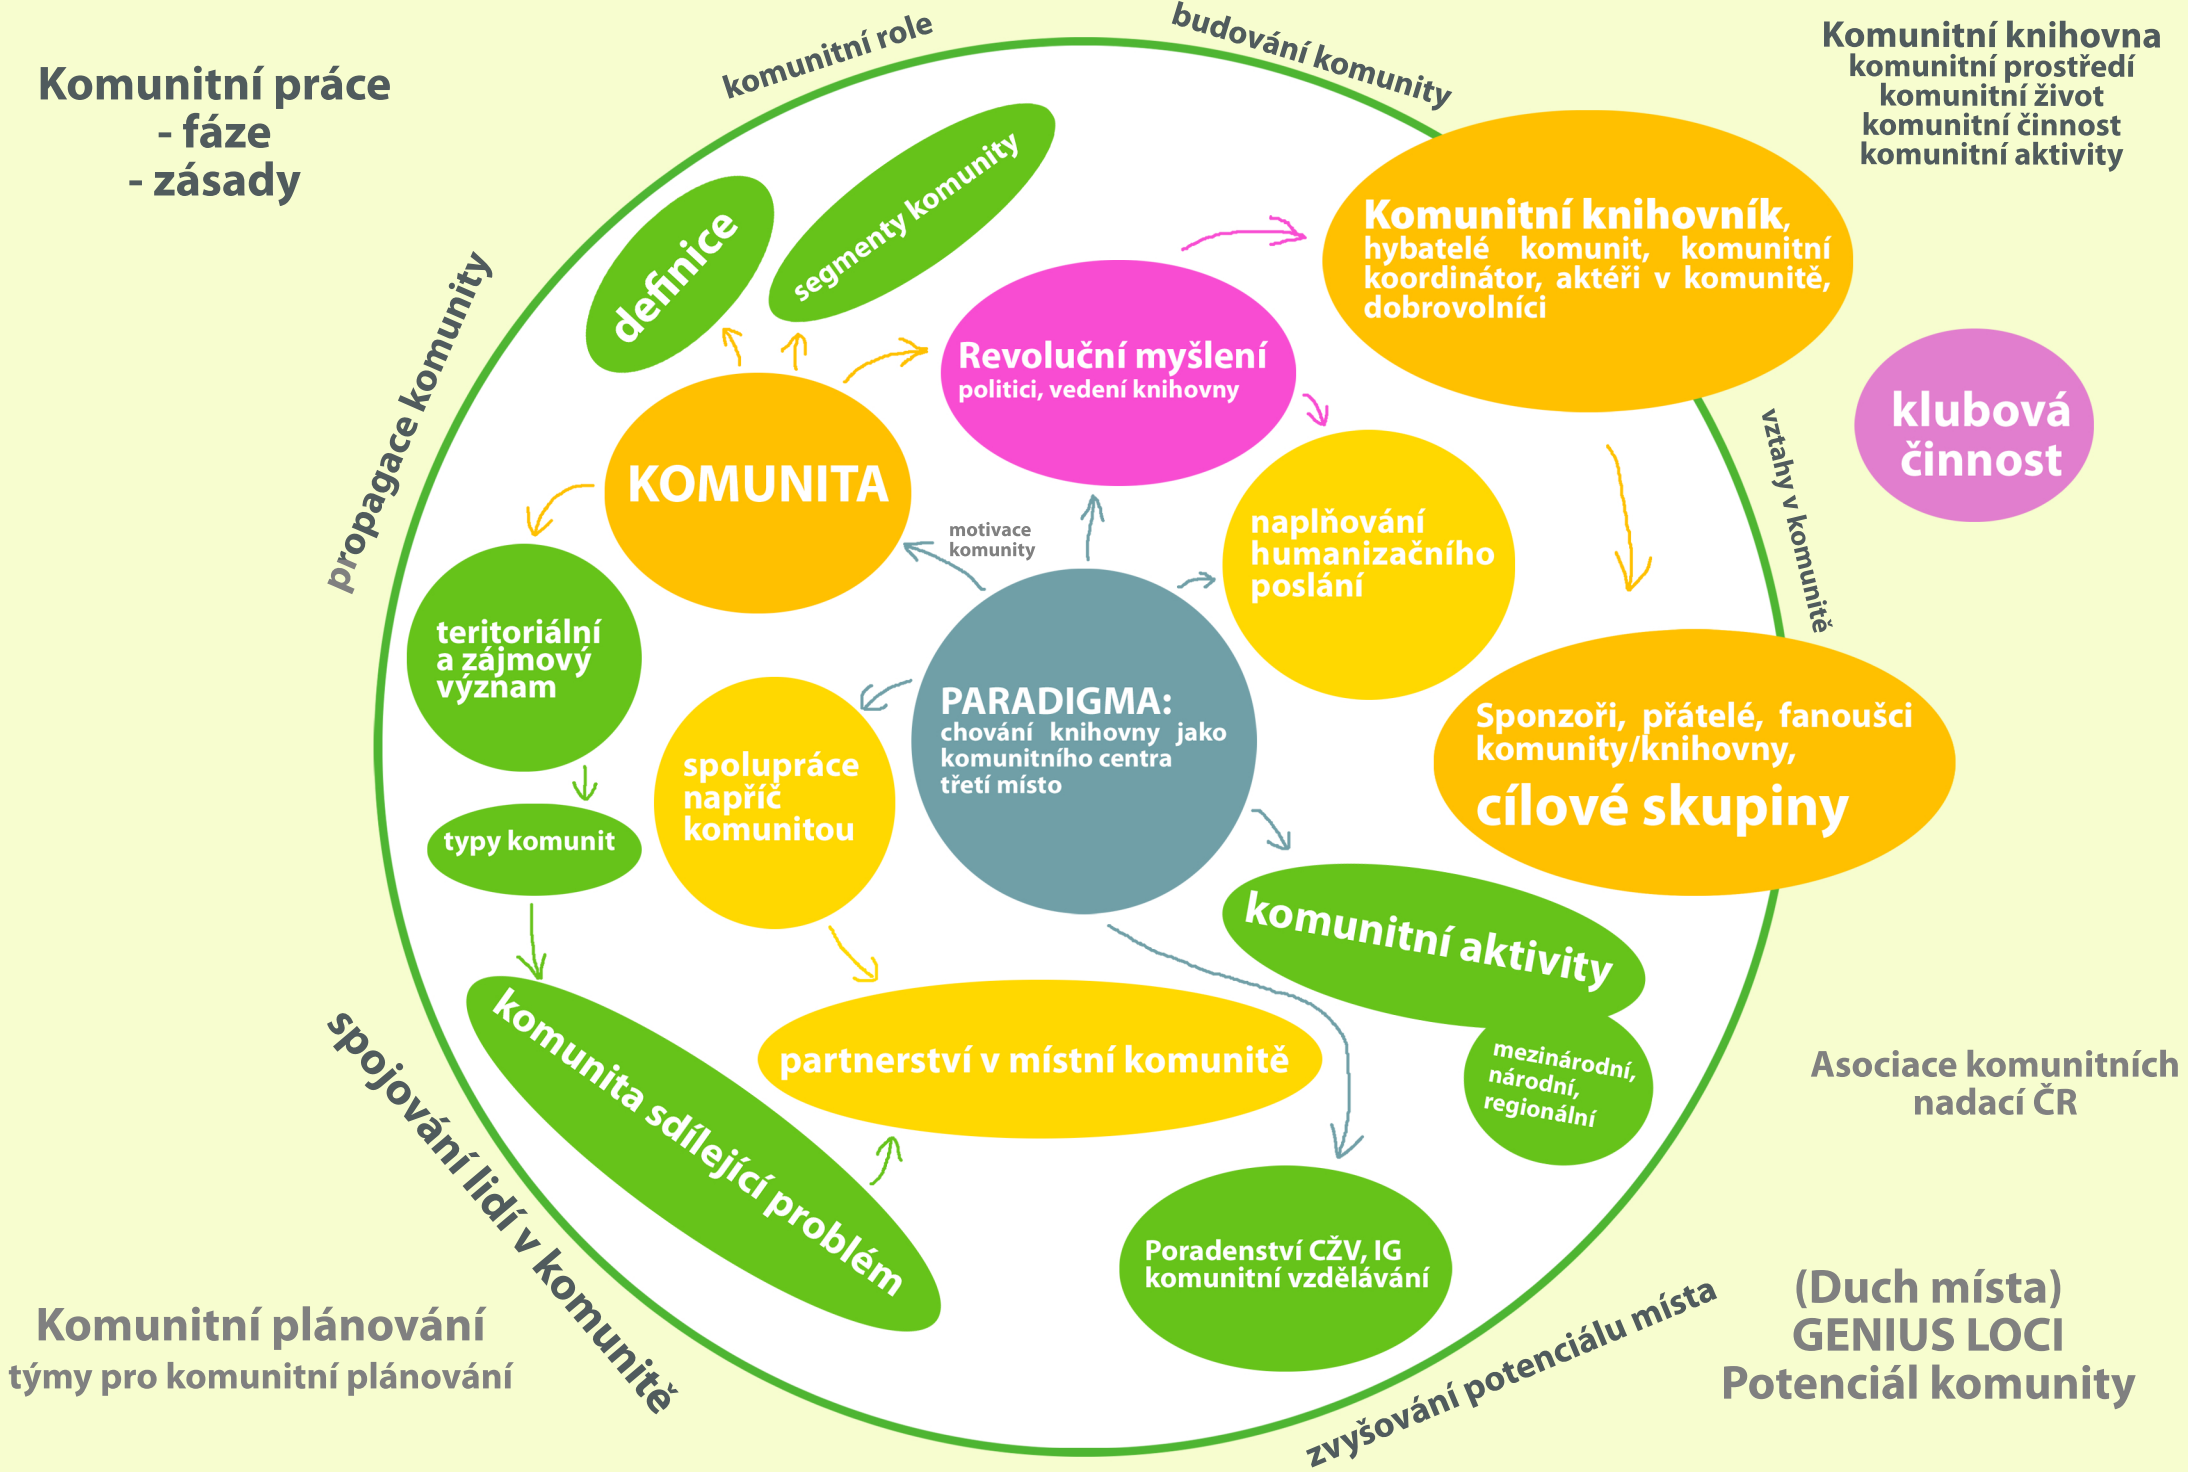 komunitní role
budování komunity
Komunitní knihovna
komunitní prostředí
komunitní život
komunitní činnost
komunitní aktivity
Komunitní práce
- fáze
- zásady
propagace komunity
definice
segmenty komunity
Komunitní knihovník,
hybatelé komunit, komunitní
koordinátor, aktéři v komunitě,
dobrovolníci
Revoluční myšlení
politici, vedení knihovny
klubová
činnost
vztahy v komunitě
KOMUNITA
motivace
komunity
naplňování
humanizačního
poslání
teritoriální
a zájmový
význam
PARADIGMA:
chování knihovny jako
komunitního centra
třetí místo
Sponzoři, přátelé, fanoušci
komunity/knihovny,
cílové skupiny
spolupráce
napříč
komunitou
typy komunit
komunitní aktivity
mezinárodní,
národní,
regionální
partnerství v místní komunitě
komunita sdílející problém
Asociace komunitních
nadací ČR
spojování lidí v komunitě
Poradenství CŽV, IG
komunitní vzdělávání
zvyšování potenciálu místa
(Duch místa)
GENIUS LOCI
Potenciál komunity
Komunitní plánování
týmy pro komunitní plánování